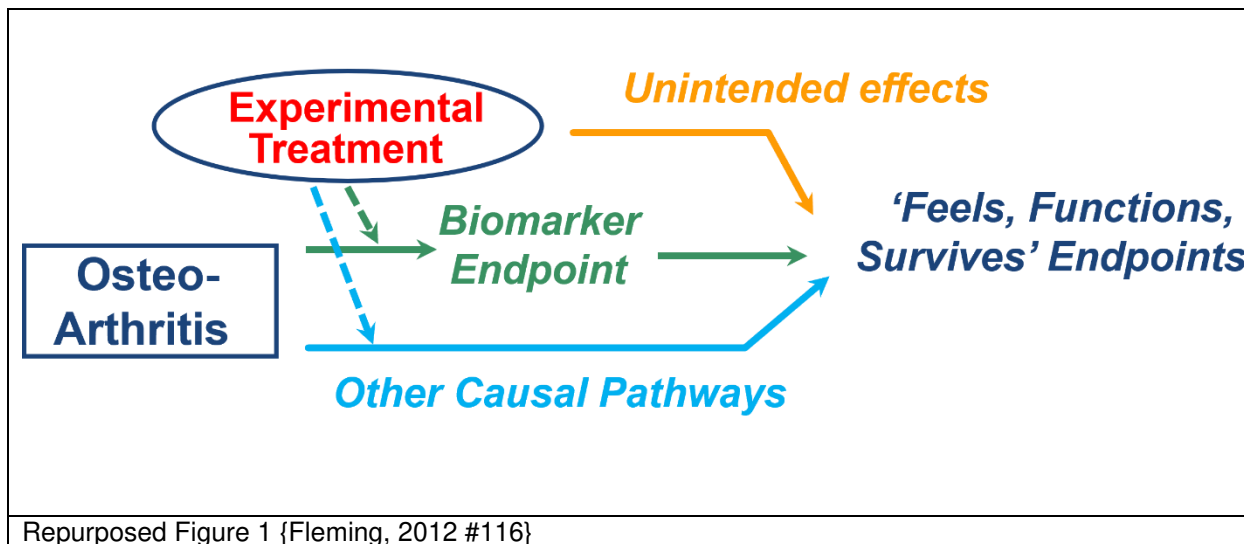 Experimental
Treatment
Unintended effects
Biomarker
Endpoint
'Feels, Functions,
Survives' Endpoints
Osteo-
Arthritis
Other Causal Pathways
Repurposed Figure 1 {Fleming, 2012 #116}